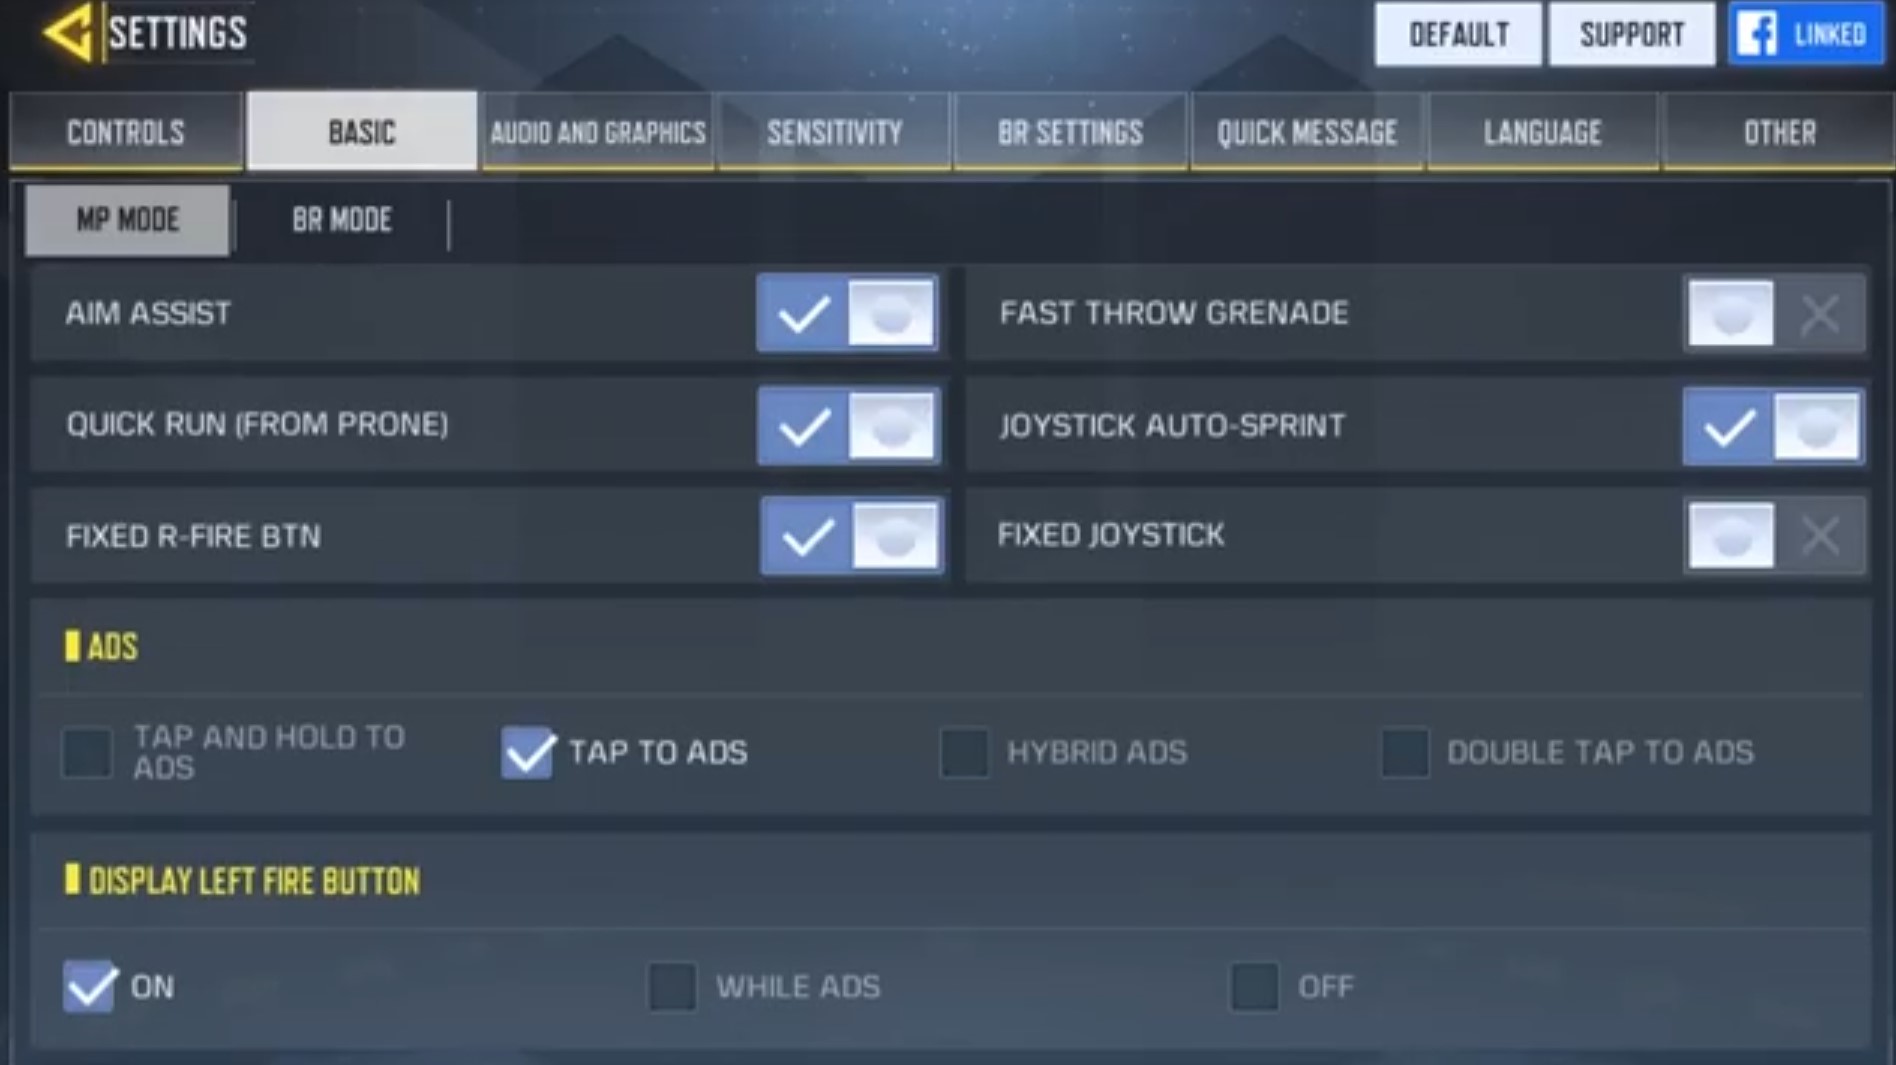 SETTINGS
DEFAULT
SUPPORT
LINKED
CONTROLS
BASIC
AUDIO AND GRAPHICS
SENSITIVITY
BR SETTINGS
QUICK MESSAGE
LANGUAGE
OTHER
MP MODE
BR MODE
AIM ASSIST
FAST THROW GRENADE
QUICK RUN (FROM PRONE)
JOYSTICK AUTO-SPRINT
FIXED R-FIRE BTN
FIXED JOYSTICK
ADS
TAP AND HOLD TO
ADS
TAP TO ADS
HYBRID ADS
DOUBLE TAP TO ADS
DISPLAY LEFT FIRE BUTTON
ON
WHILE ADS
OFF